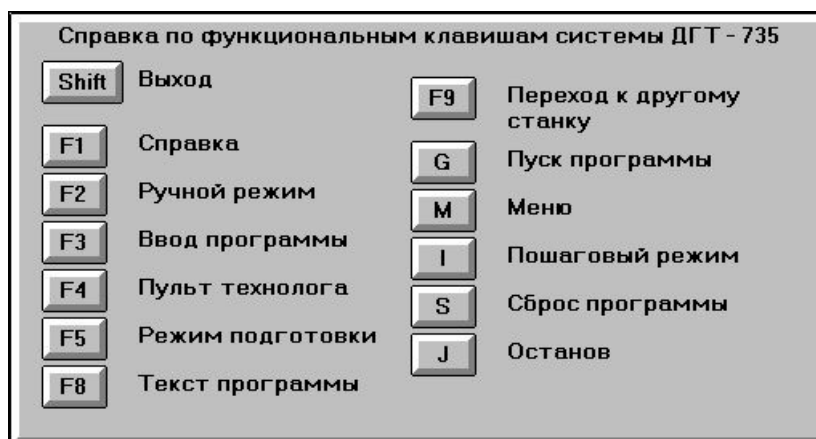 Справка по функциональным клавишам системы ДГТ - 735
Shift Выход
F1 Справка
F2 Ручной режим
F3 Ввод программы
F4 Пульт технолога
F5 Режим подготовки
F8 Текст программы
F9 Переход к другому
станку
G Пуск программы
M Меню
I Пошаговый режим
S Сброс программы
J Останов